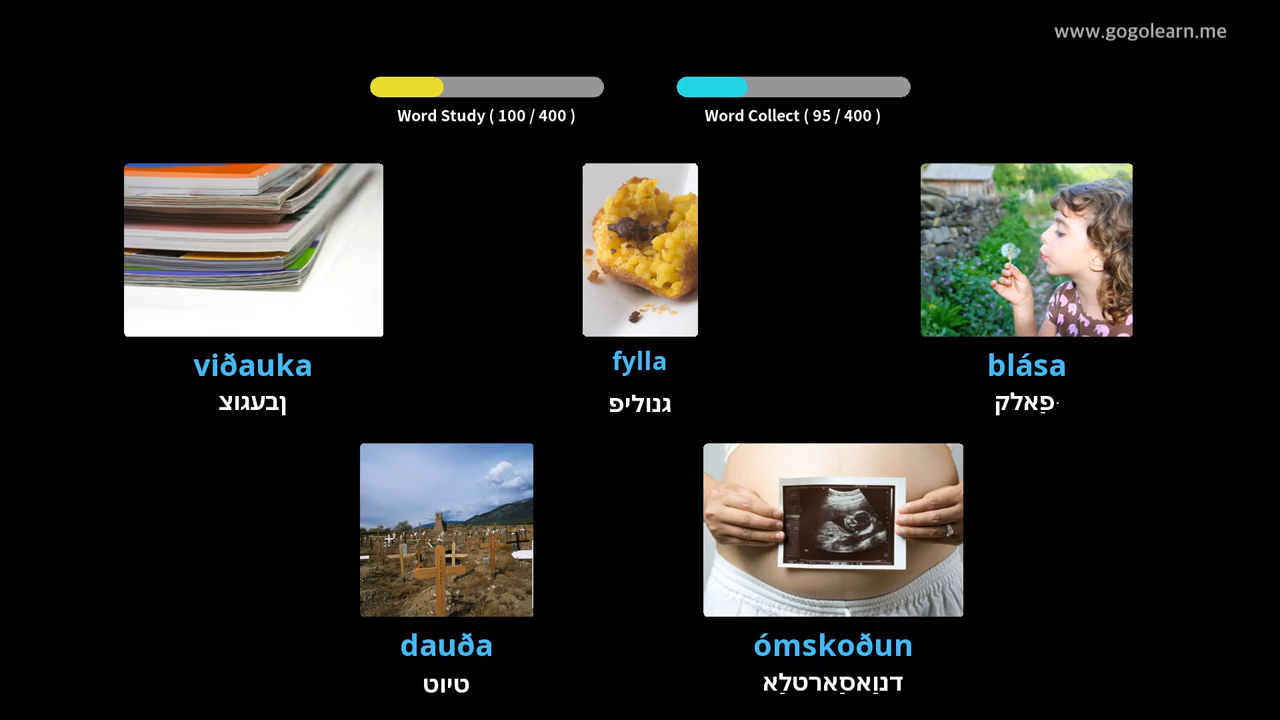 www.gogolearn.me
Word Study ( 100 / 400 )
Word Collect ( 95 / 400 )
viðauka
ןבעגוצ
fylla
גנוליפ
blása
ּפַאלק
dauða
טיוט
ómskoðun
דנוַאסַארטלַא